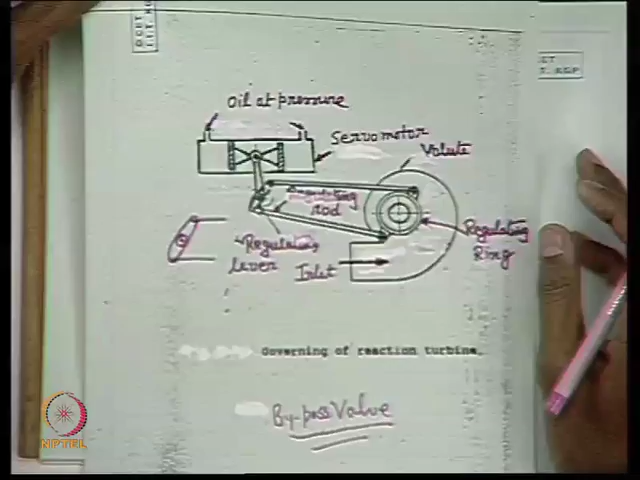 Oil at pressure
Servomotor
Volute
Regulating
rod
Regulating
Ring
Regulating
lever
Inlet
Governing of reaction turbine.
By-pass Valve
NPTEL